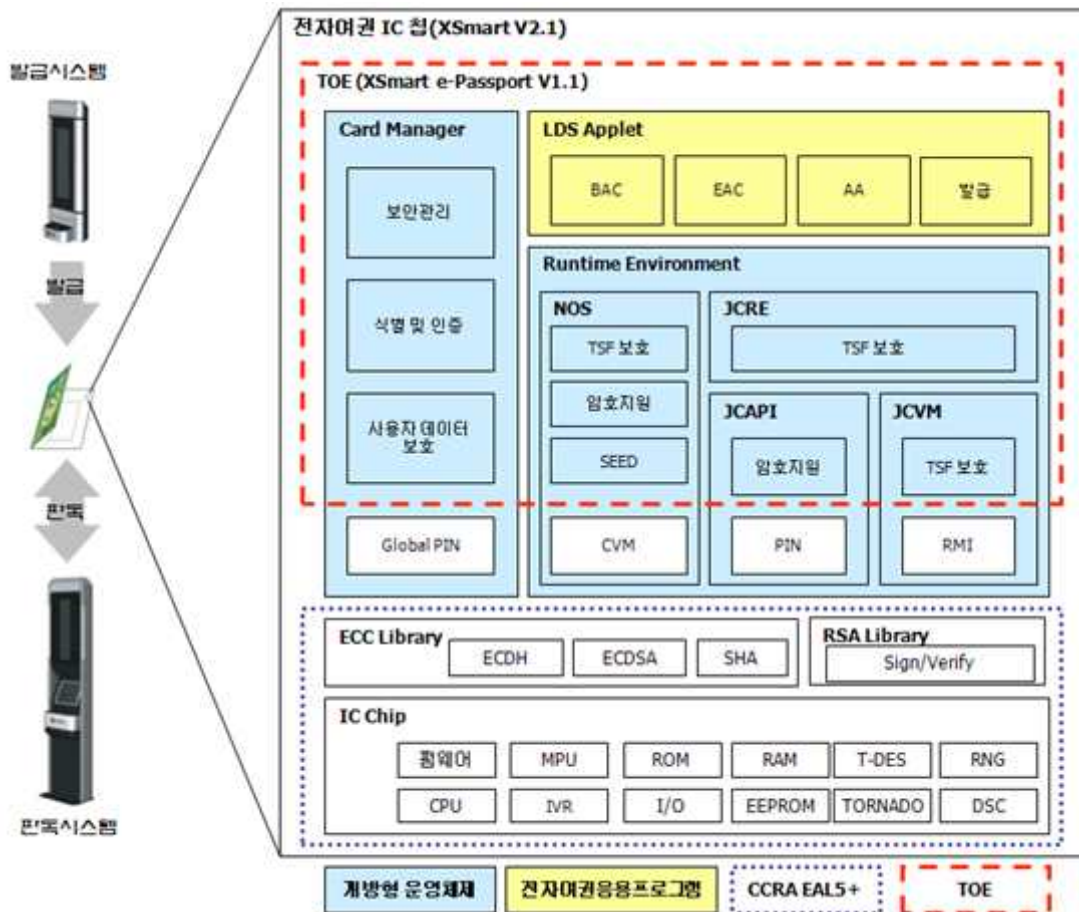 전자여권 IC 칩(XSmart V2.1)
발급시스템
TOE (XSmart e-Passport V1.1)
Card Manager
LDS Applet
BAC
EAC
AA
발급
보안관리
Runtime Environment
발급
NOS
JCRE
식별 및 인증
TSF 보호
TSF 보호
암호지원
JCAPI
JCVM
사용자 데이터
보호
SEED
암호지원
TSF 보호
판독
Global PIN
CVM
PIN
RMI
ECC Library
ECDH
ECDSA
SHA
RSA Library
Sign/Verify
IC Chip
펌웨어
MPU
ROM
RAM
T-DES
RNG
CPU
IVR
I/O
EEPROM
TORNADO
DSC
판독시스템
개방형 운영체제
전자여권응용프로그램
CCRA EAL5+
TOE